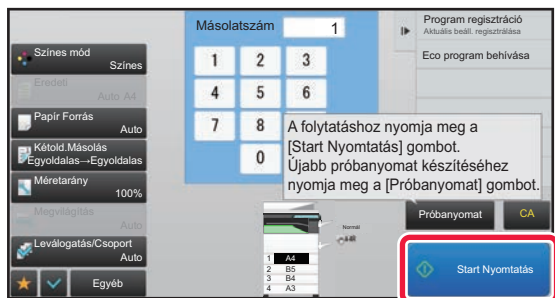 Másolatszám 1
Program regisztráció
Aktuális beáll. regisztrálása
Eco program behívása
Színes mód
Színes
Eredeti
Auto A4
Papír Forrás
Auto
Kétold.Másolás
Egyoldalas→Egyoldalas
Méretarány
100%
Megvilágítás
Auto
Leválogatás/Csoport
Auto
Egyéb
1 2 3
4 5 6
7 8
0
A folytatáshoz nyomja meg a
[Start Nyomtatás] gombot.
Újabb próbanyomat készítéséhez
nyomja meg a [Próbanyomat] gombot.
Normál
1 A4
2 B5
3 B4
4 A3
Próbanyomat
CA
Start Nyomtatás